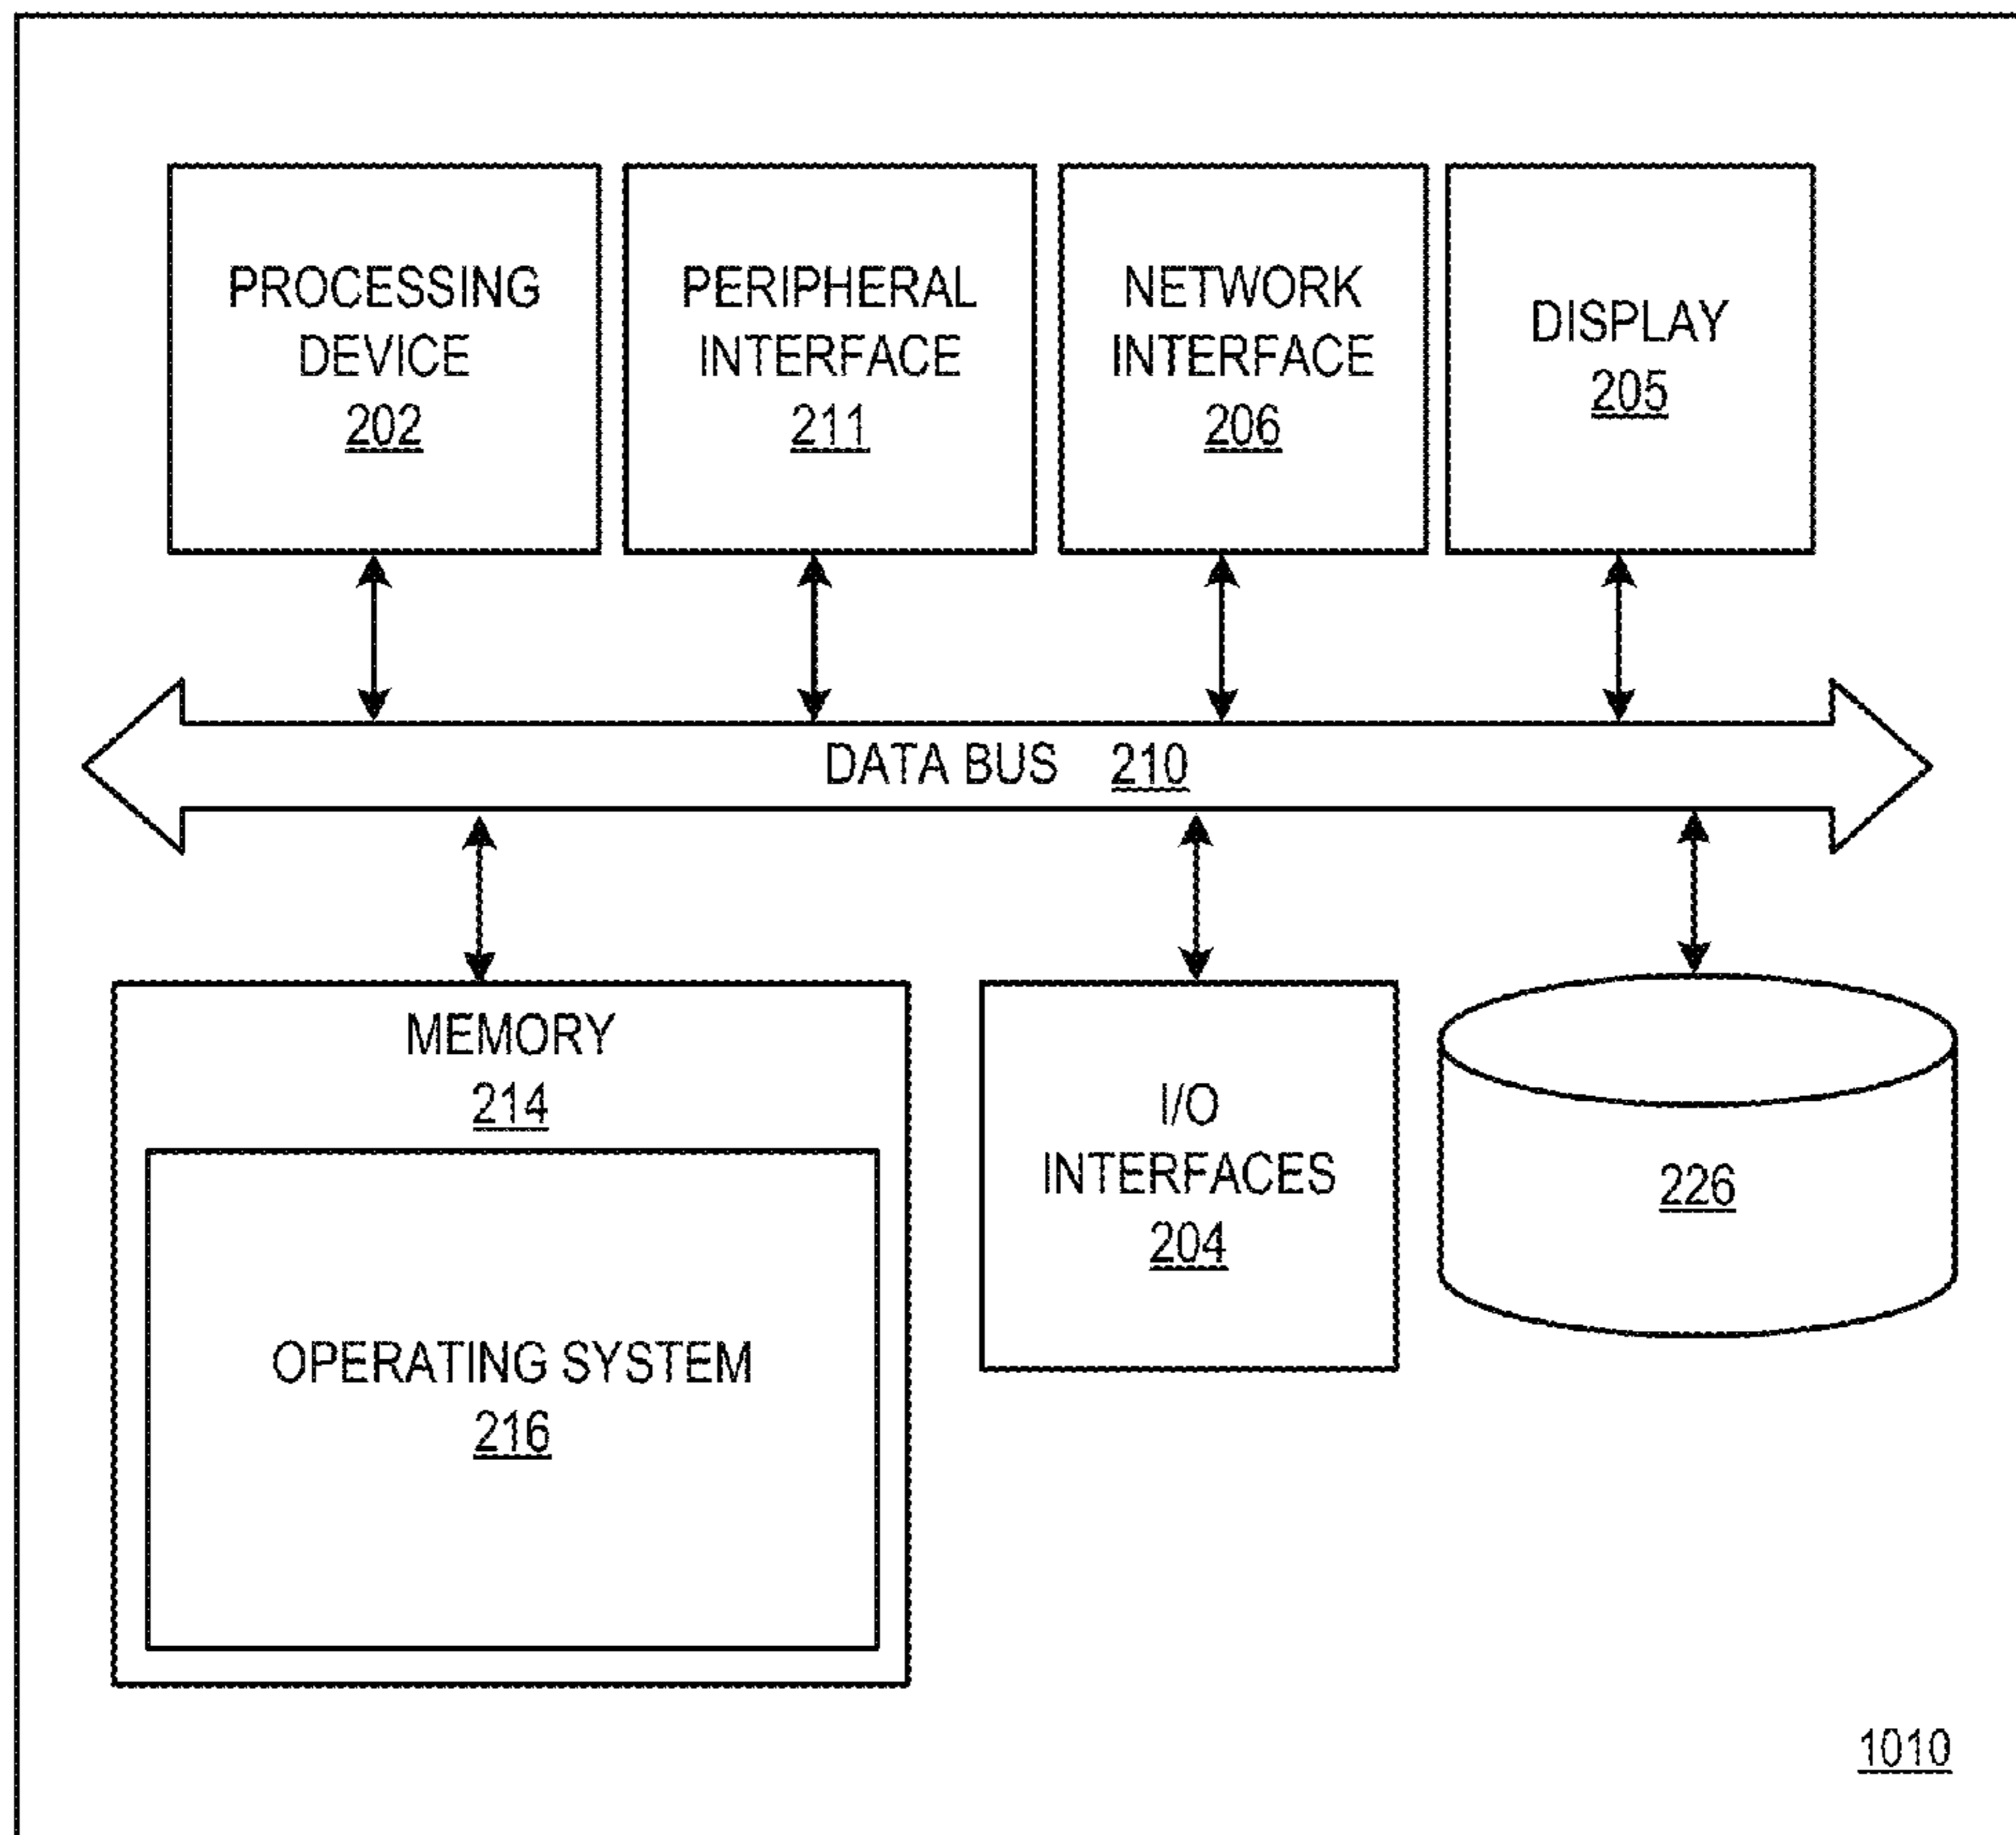 PROCESSING
DEVICE
202
PERIPHERAL
INTERFACE
211
NETWORK
INTERFACE
206
DISPLAY
205
DATA BUS 210
MEMORY
214
OPERATING SYSTEM
216
I/O
INTERFACES
204
226
1010